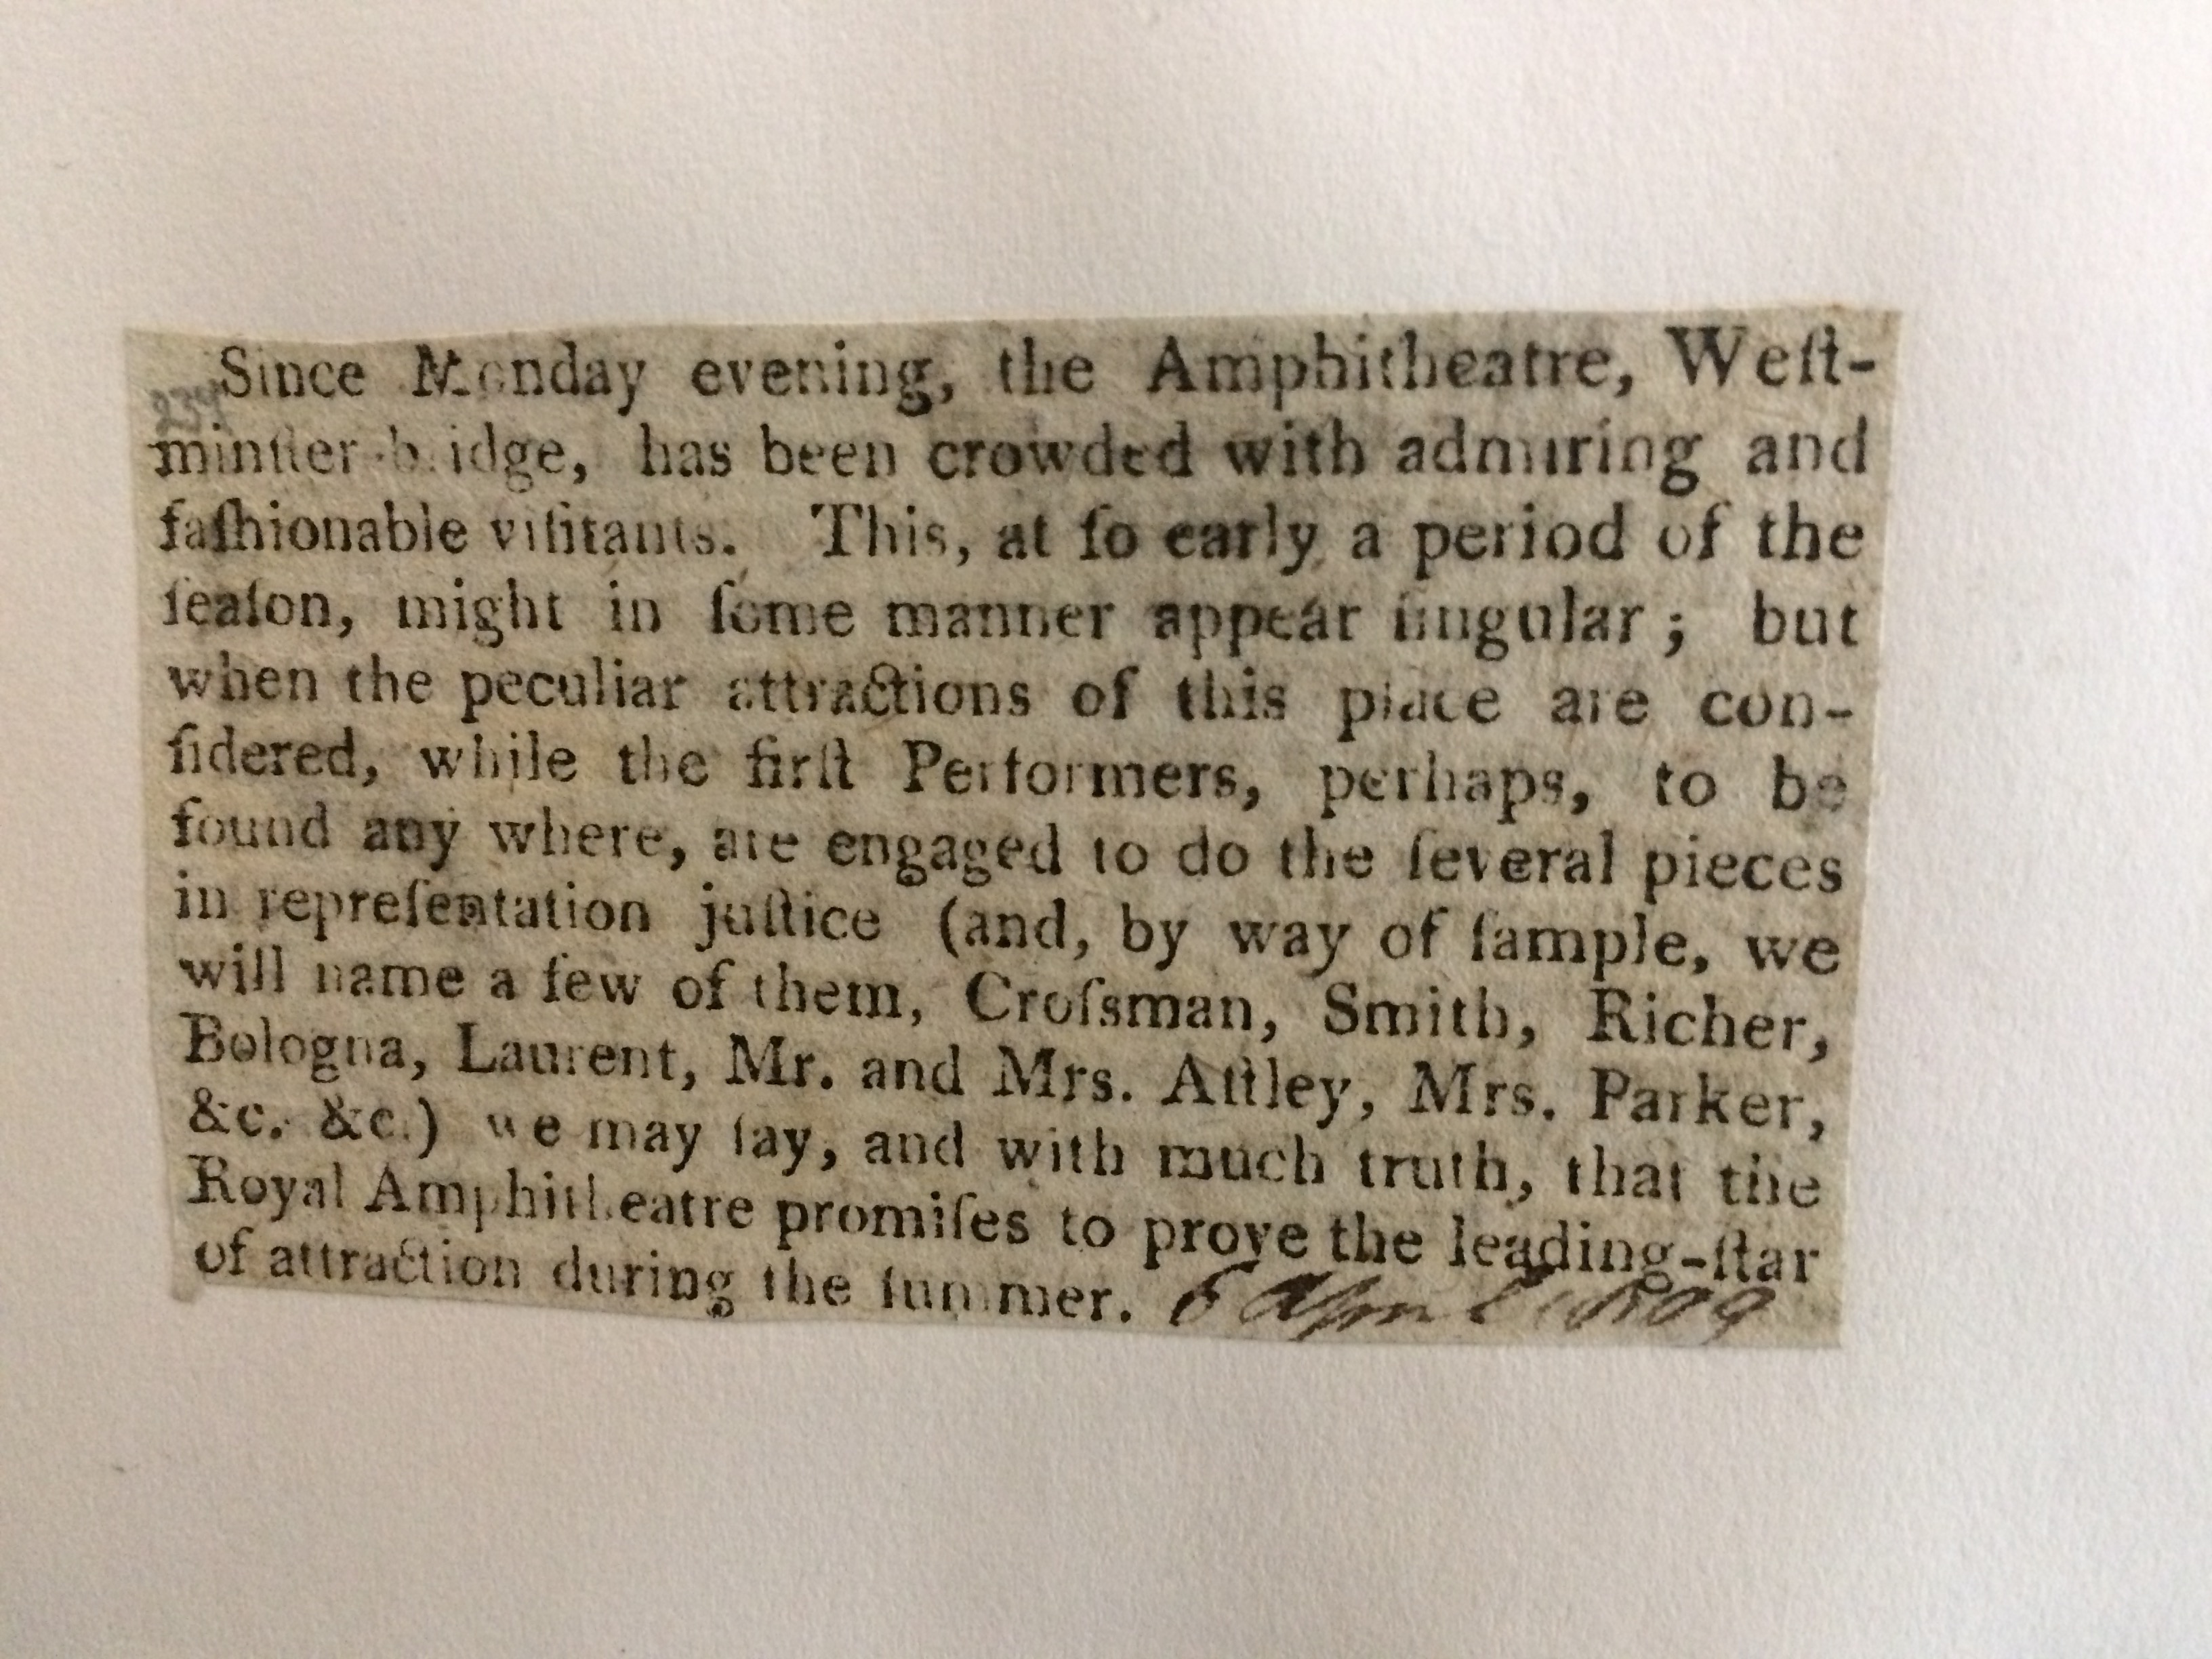 Since Monday evening, the Amphitheatre, Weſt-
minſter-bridge, has been crowded with admiring and
faſhionable viſitants. This, at ſo early a period of the
ſeaſon, might in ſome manner appear ſingular; but
when the peculiar attractions of this place are con-
ſidered, while the firſt Performers, perhaps, to be
found any where, are engaged to do the ſeveral pieces
in repreſentation juſtice (and, by way of ſample, we
will name a few of them, Croſsman, Smith, Richer,
Bologna, Laurent, Mr. and Mrs. Aſtley, Mrs. Parker,
&c. &c.) we may ſay, and with much truth, that the
Royal Amphitheatre promiſes to prove the leading-ſtar
of attraction during the ſummer. 6 April